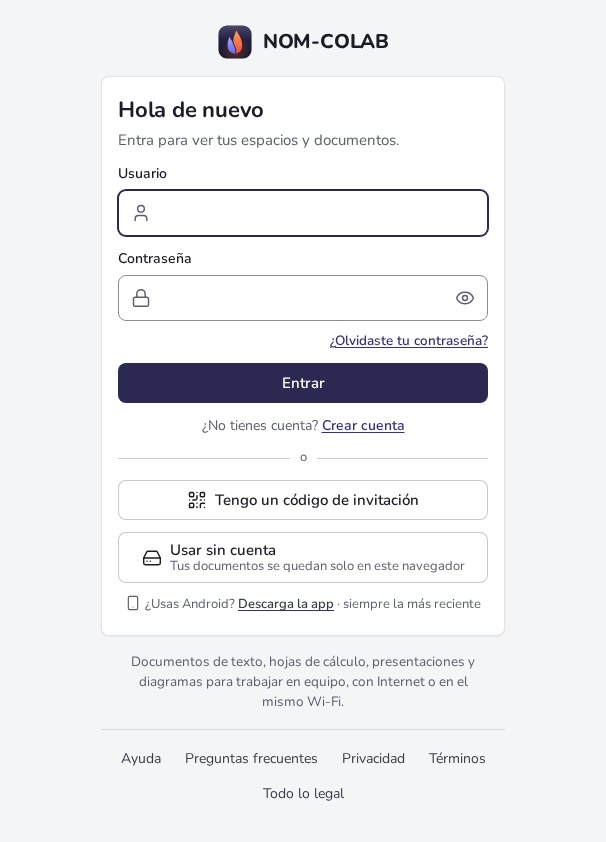 NOM-COLAB
Hola de nuevo
Entra para ver tus espacios y documentos.
Usuario
Contraseña
¿Olvidaste tu contraseña?
Entrar
¿No tienes cuenta? Crear cuenta
o
Tengo un código de invitación
Usar sin cuenta
Tus documentos se quedan solo en este navegador
¿Usas Android? Descarga la app · siempre la más reciente
Documentos de texto, hojas de cálculo, presentaciones y
diagramas para trabajar en equipo, con Internet o en el
mismo Wi-Fi.
Ayuda Preguntas frecuentes Privacidad Términos
Todo lo legal